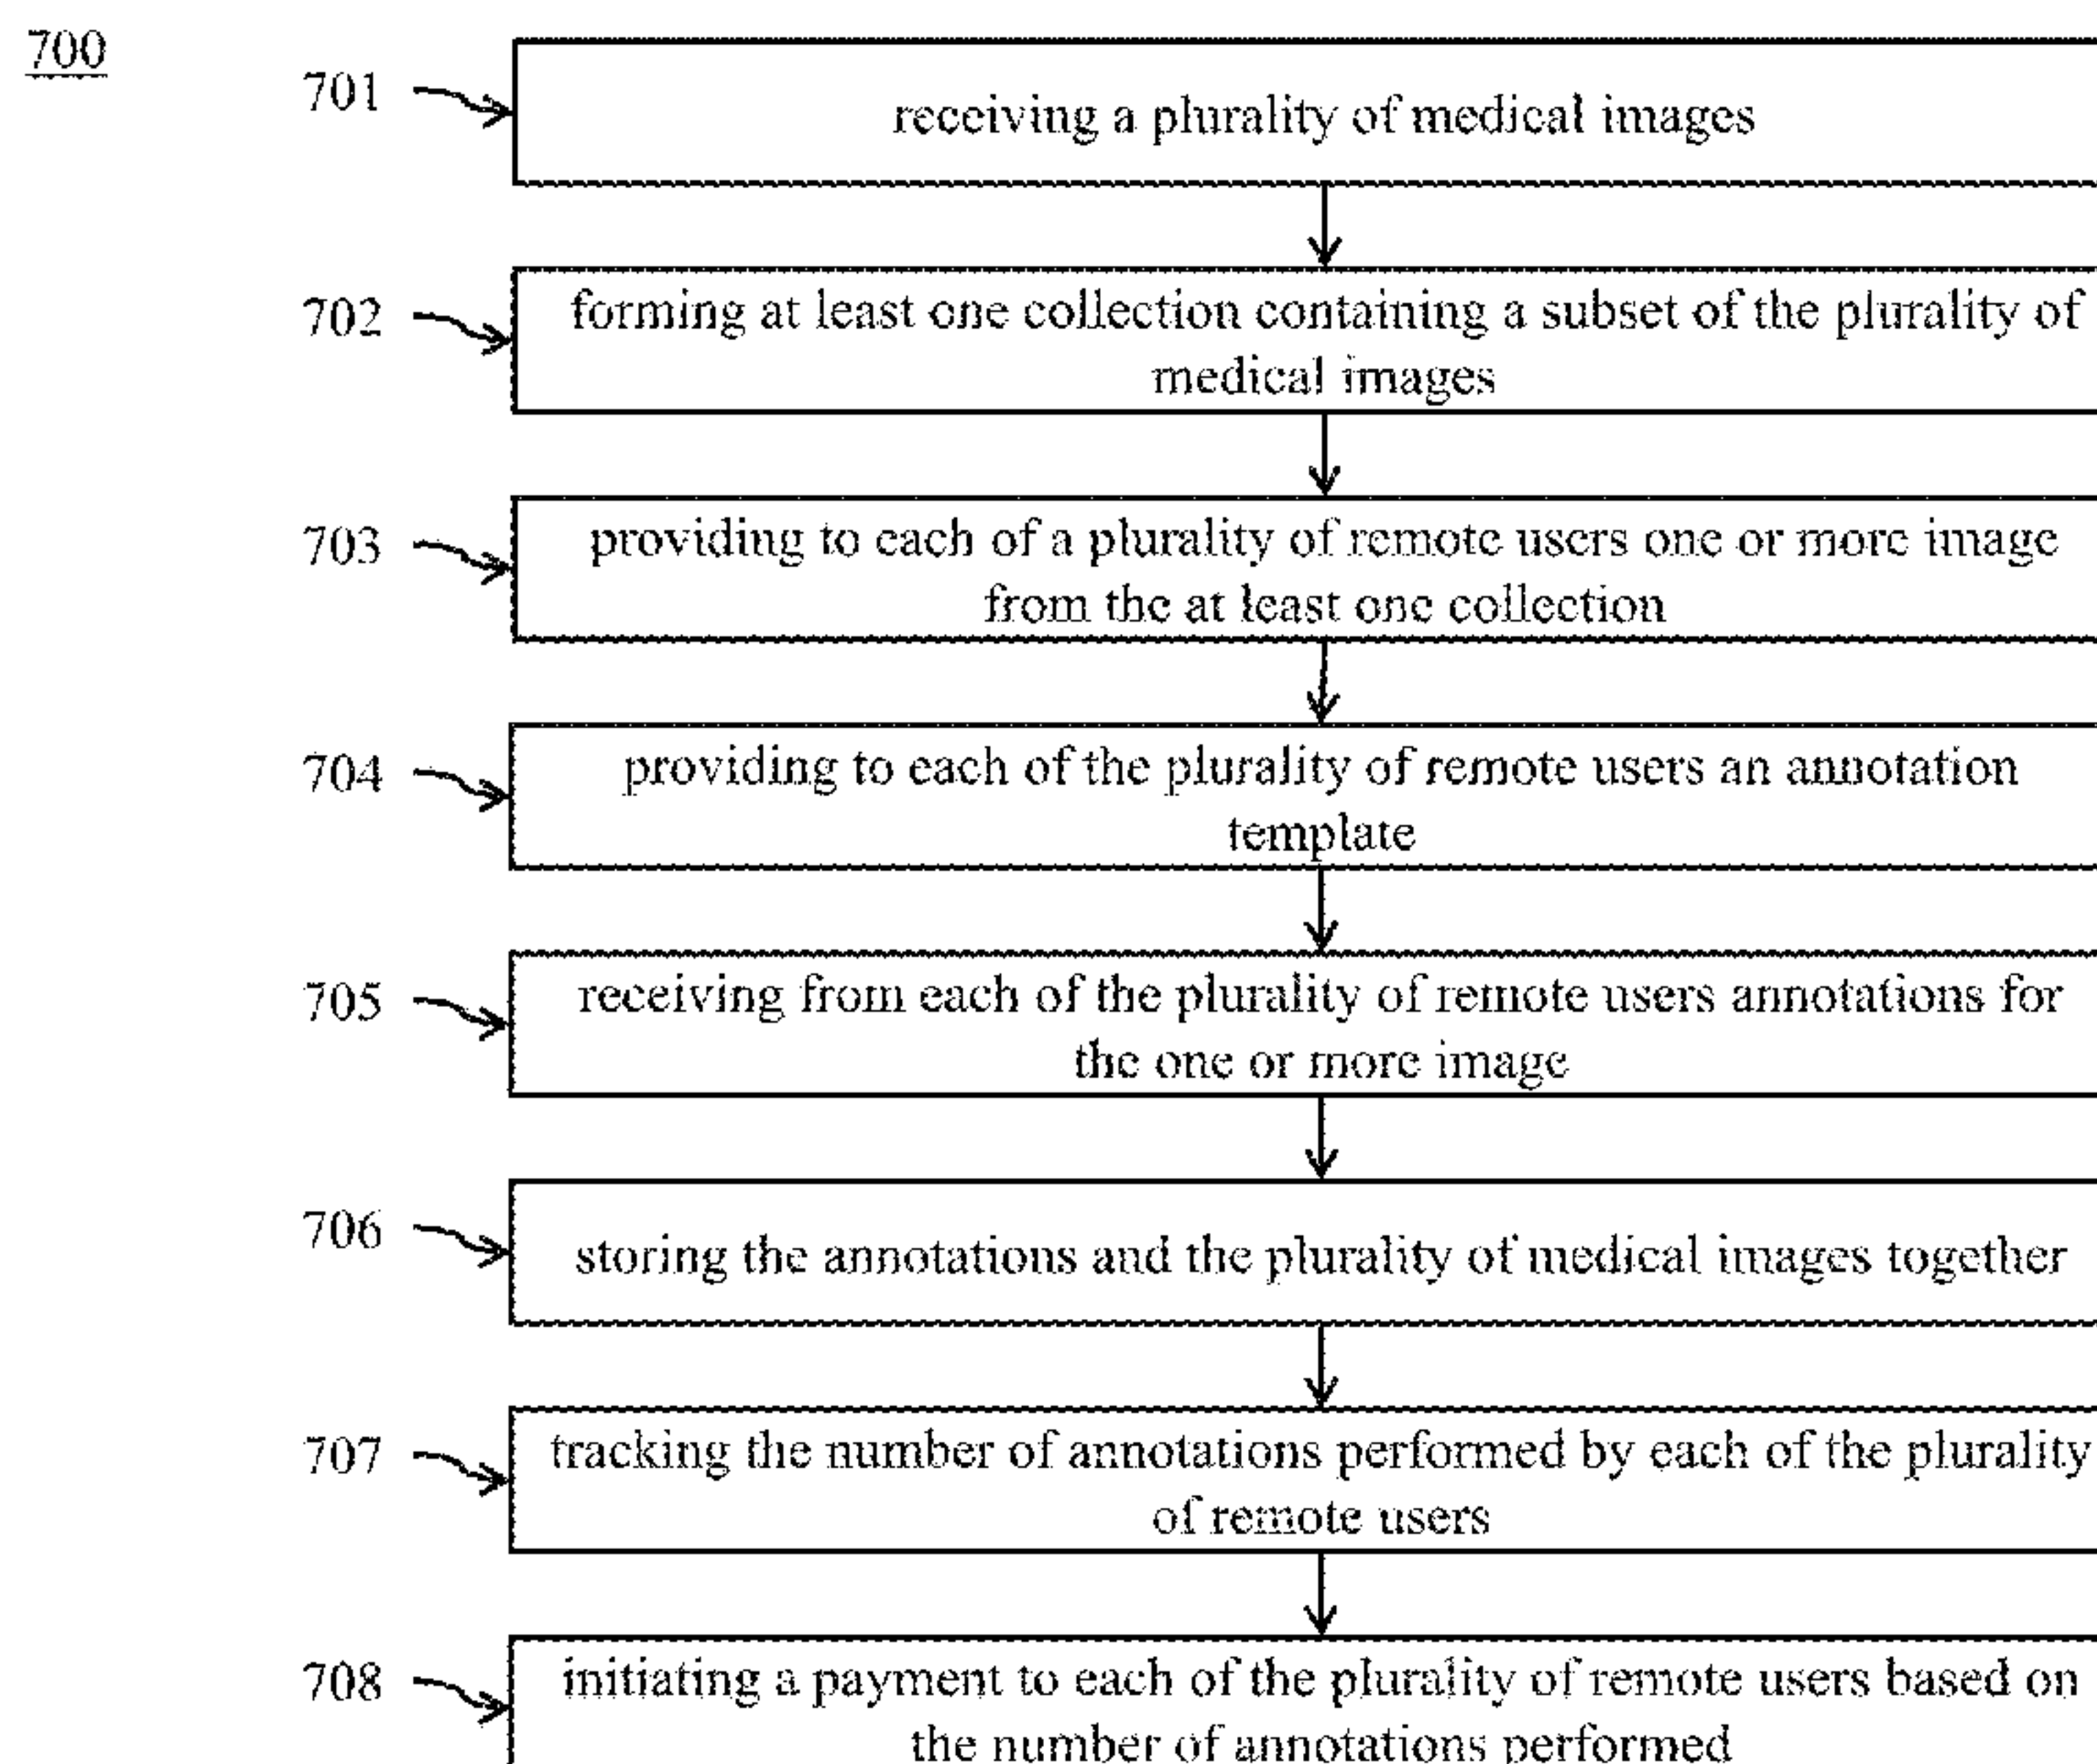 700
701
receiving a plurality of medical images
702
forming at least one collection containing a subset of the plurality of
medical images
703
providing to each of a plurality of remote users one or more image
from the at least one collection
704
providing to each of the plurality of remote users an annotation
template
705
receiving from each of the plurality of remote users annotations for
the one or more image
706
storing the annotations and the plurality of medical images together
707
tracking the number of annotations performed by each of the plurality
of remote users
708
initiating a payment to each of the plurality of remote users based on
the number of annotations performed